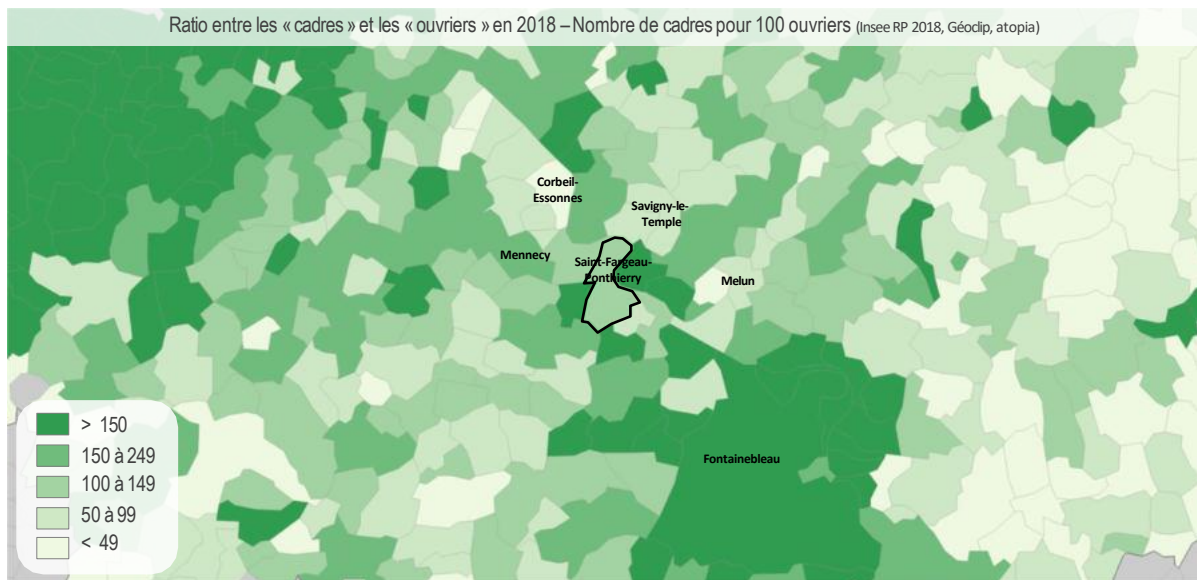 Ratio entre les « cadres » et les « ouvriers » en 2018 – Nombre de cadres pour 100 ouvriers (Insee RP 2018, Géoclip, atopia)
Corbeil-
Essonnes
Savigny-le-
Temple
Mennecy
Saint-Fargeau-
Ponthierry
Melun
Fontainebleau
> 150
150 à 249
100 à 149
50 à 99
< 49